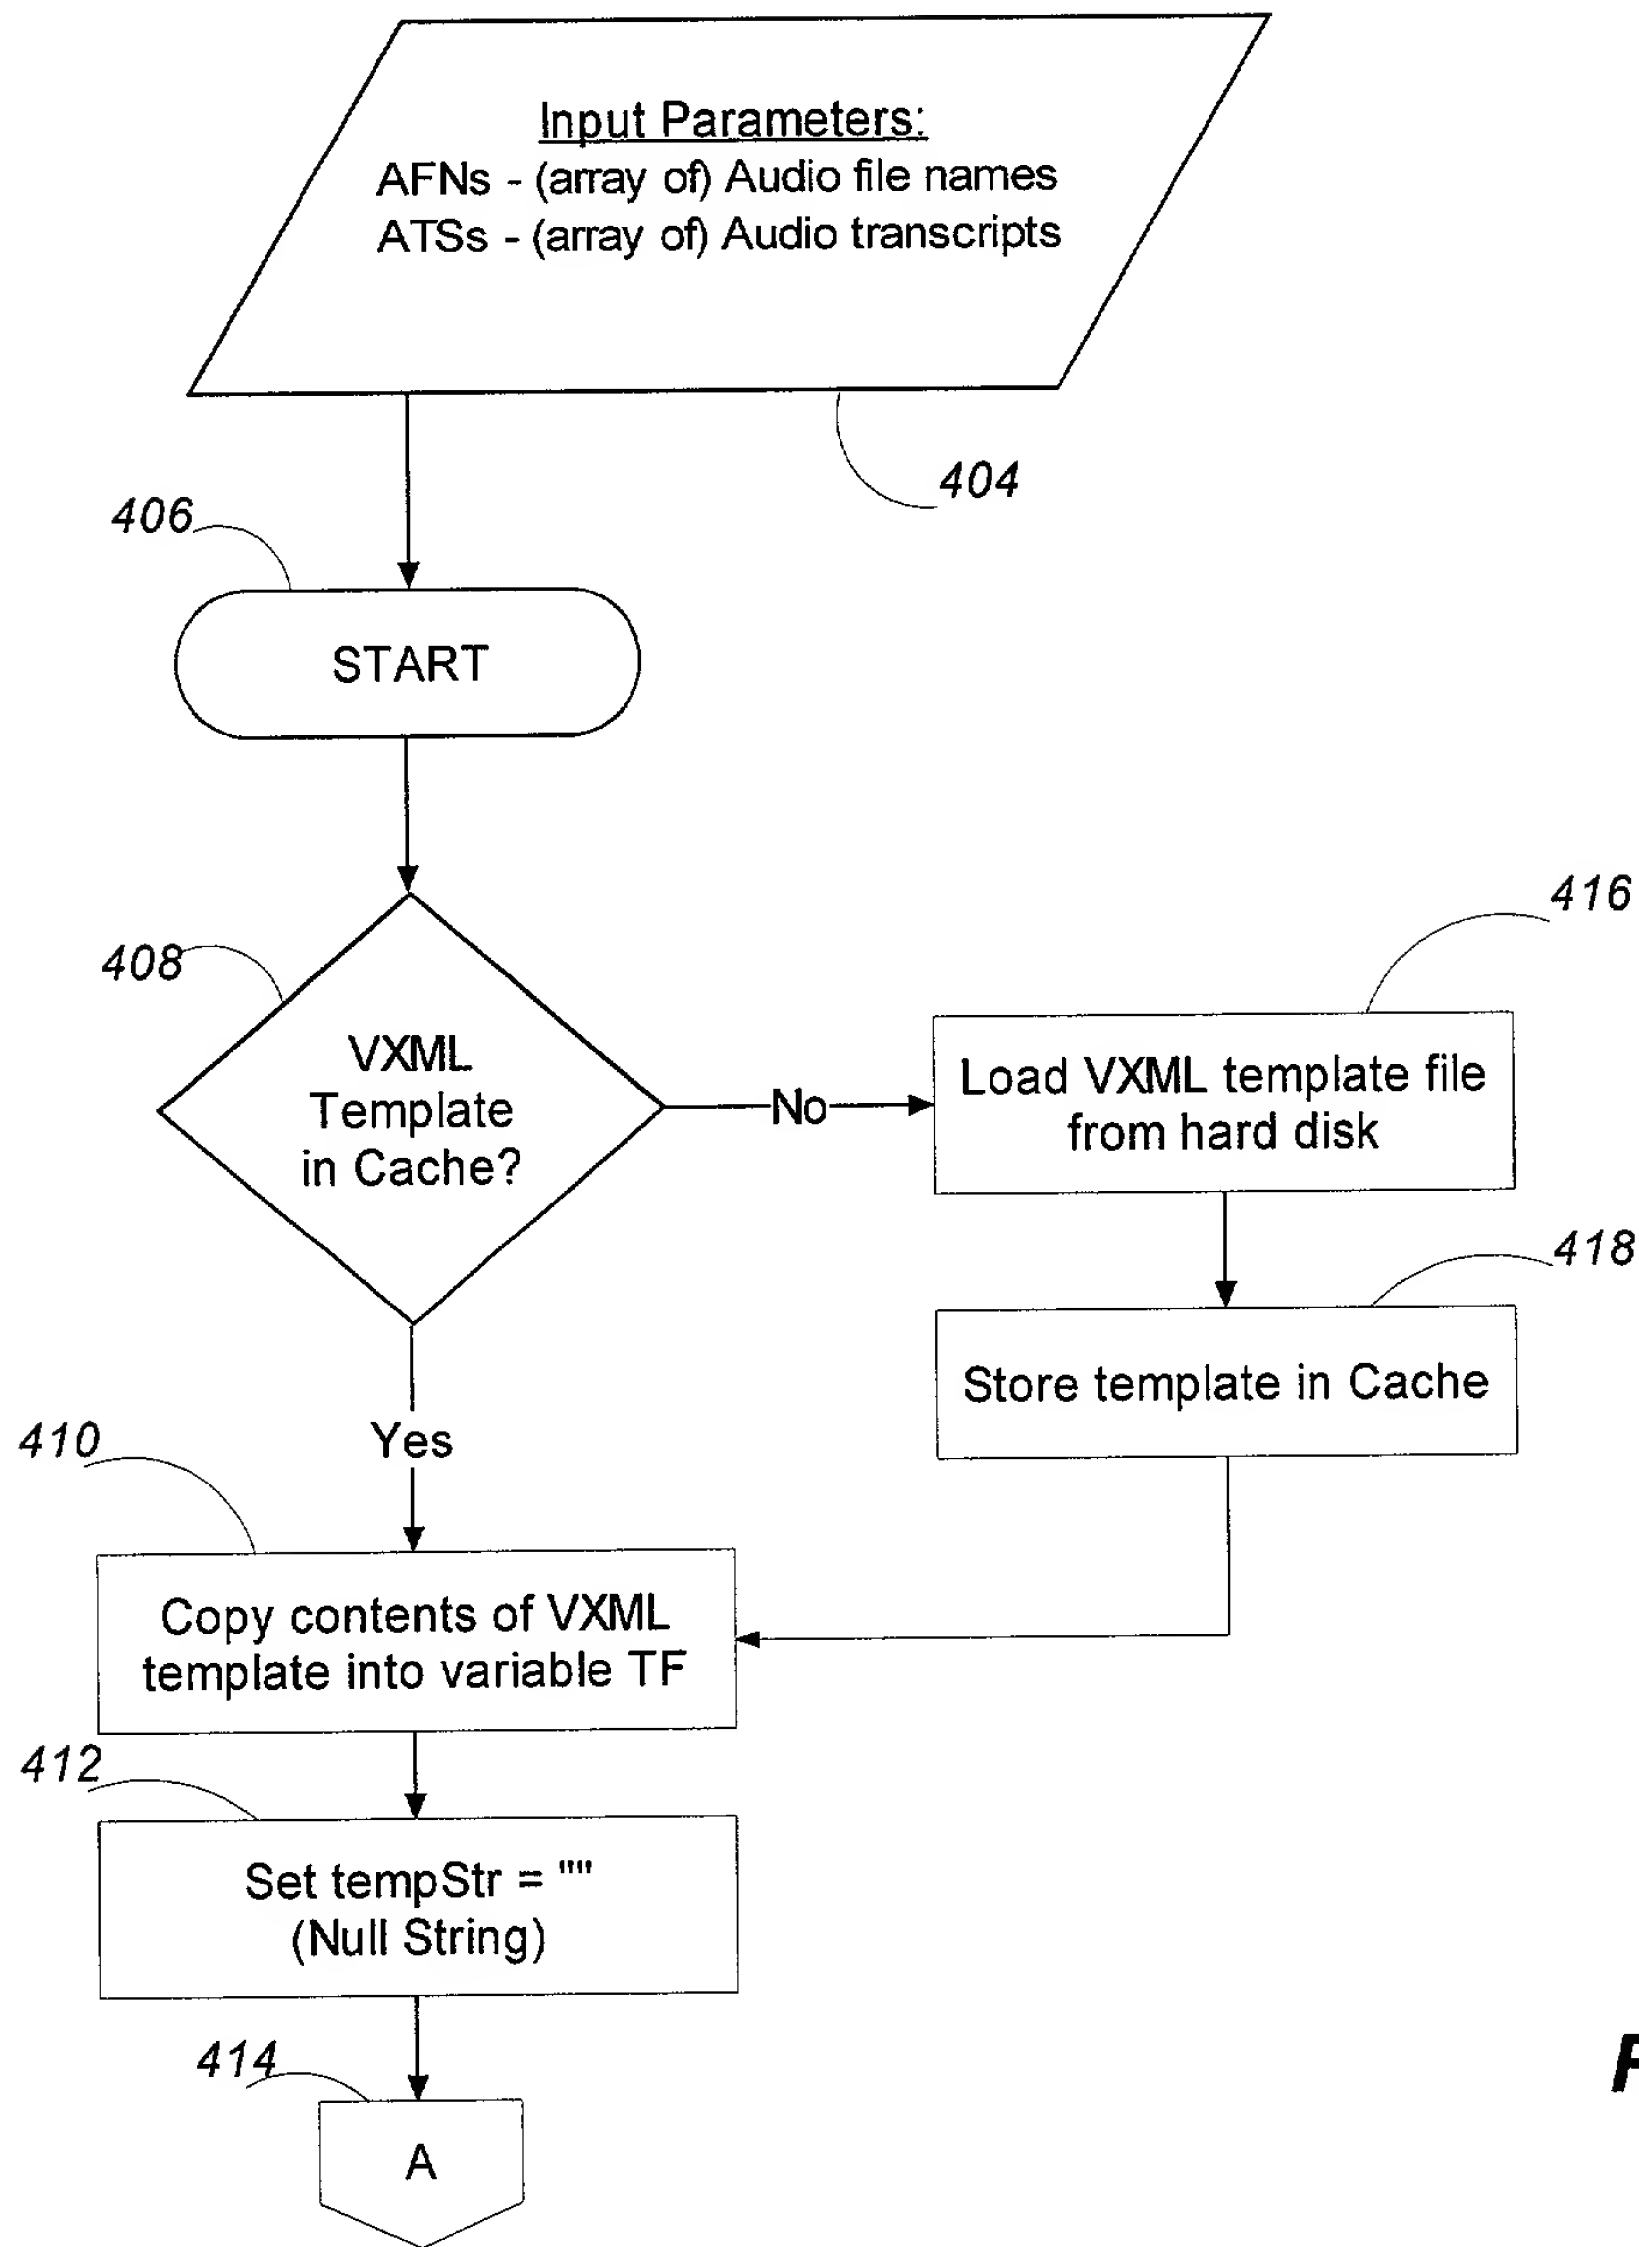 Input Parameters:
AFNs - (array of) Audio file names
ATSs - (array of) Audio transcripts
404
406
START
408
VXML
Template
in Cache?
No
416
Load VXML template file
from hard disk
418
Store template in Cache
Yes
410
Copy contents of VXML
template into variable TF
412
Set tempStr = ""
(Null String)
414
A